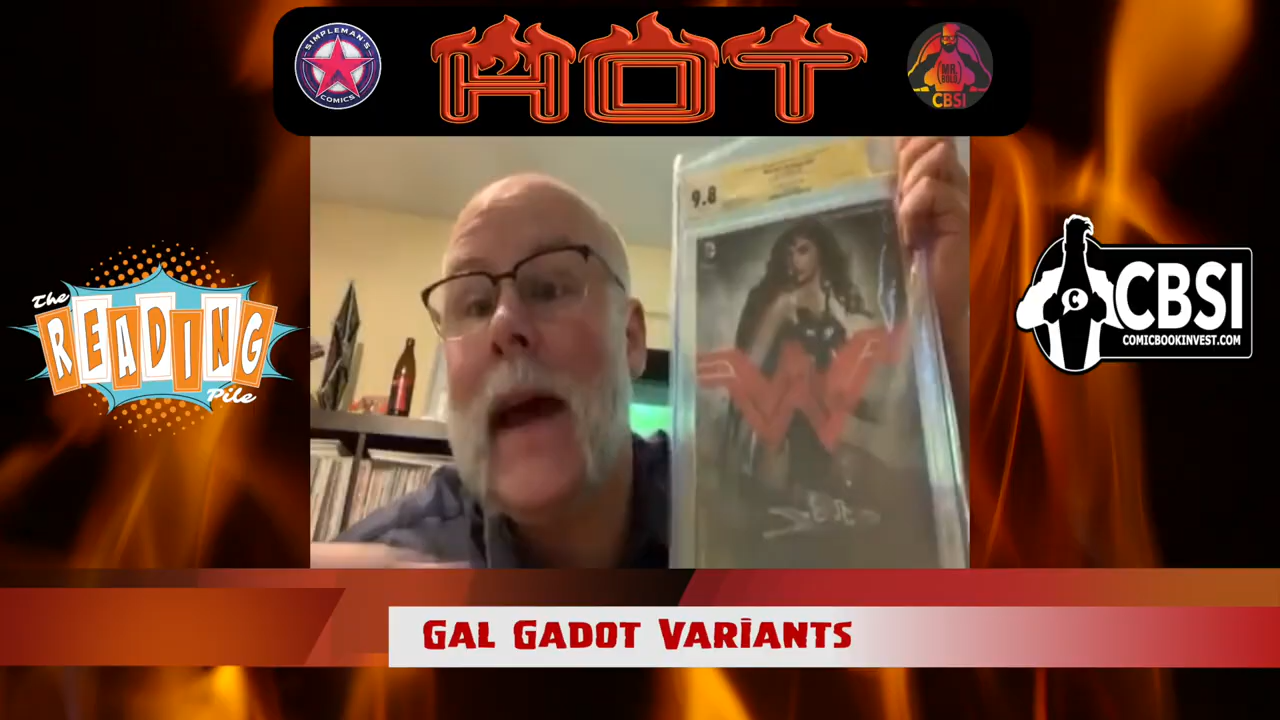 SIMPLEMAN'S
COMICS
HOT
MR.
BOLD
CBSI
9.8
The
READING
Pile
C
CBSI
COMICBOOKINVEST.COM
W
GAL GADOT VARIANTS